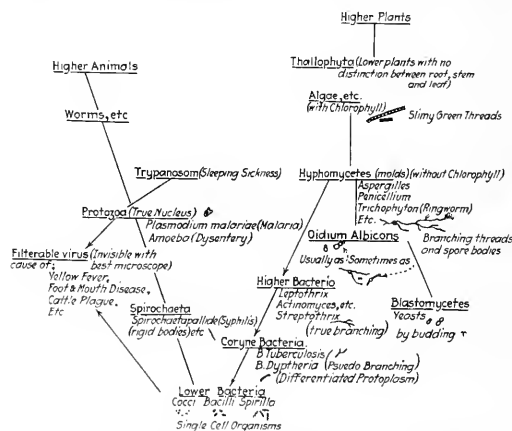 Higher Plants
Thallophyta (Lower plants with no
distinction between root, stem
and leaf)
Higher Animals
Algae, etc.
(with Chlorophyll)
Slimy Green Threads
Worms, etc
Trypanosom (Sleeping Sickness)
Hyphomycetes (molds) (without Chlorophyll)
Aspergilles
Penicillium
Trichophyton (Ringworm)
Etc.
Branching threads
and spore bodies
Protozoa (True Nucleus)
Plasmodium malariae (Malaria)
Amoeba (Dysentery)
Oidium Albicons
Usually as Sometimes as
Filterable virus (Invisible with
cause of: best microscope)
Yellow Fever,
Foot & Mouth Disease,
Cattle Plague,
Etc
Higher Bacterio
Leptothrix
Actinomyces, etc.
Streptothrix
(true branching)
Blastomycetes
Yeasts
by budding
Spirochaeta
Spirochaetapallide (Syphilis)
(rigid bodies) etc
Coryne Bacteria.
B. Tuberculosis
B. Dyptheria (Psuedo Branching)
(Differentiated Protoplasm)
Lower Bacteria
Cocci Bacilli Spirilla
Single Cell Organisms